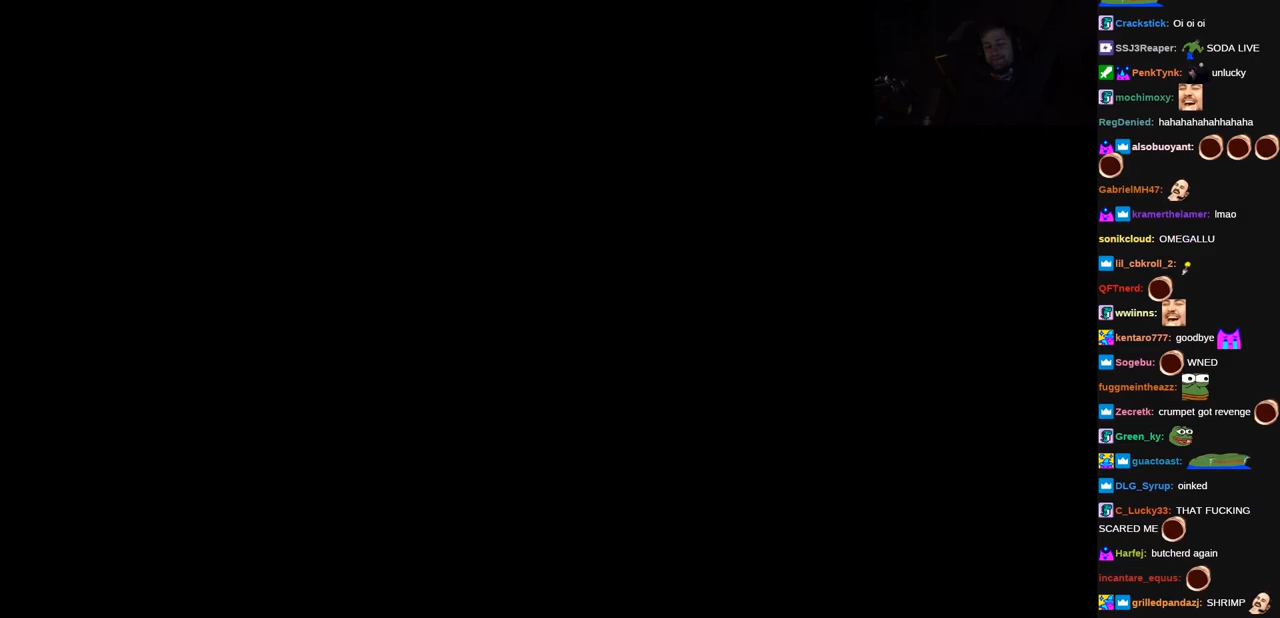 Crackstick: Oi oi oi
SSJ3Reaper: SODA LIVE
PenkTynk: unlucky
mochimoxy:
RegDenied: hahahahahahhahaha
alsobuoyant:
GabrielMH47:
kramerthelamer: lmao
sonikcloud: OMEGALLU
lil_cbkroll_2:
QFTnerd:
wwiinns:
kentaro777: goodbye
Sogebu: WNED
fuggmeintheazz:
Zecretk: crumpet got revenge
Green_ky:
guactoast:
DLG_Syrup: oinked
C_Lucky33: THAT FUCKING
SCARED ME
Harfej: butcherd again
incantare_equus:
grilledpandazj: SHRIMP